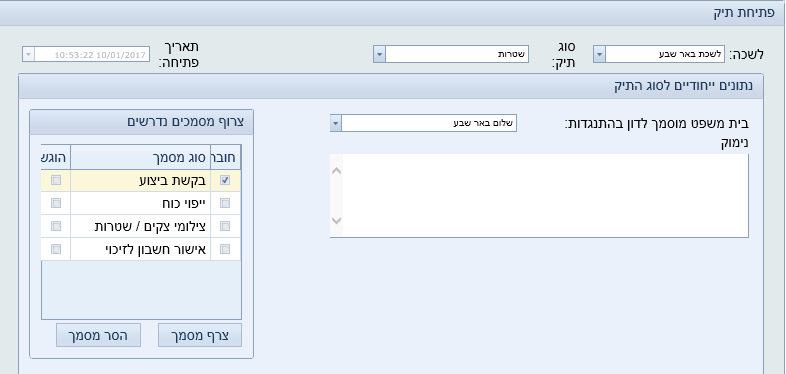 פתיחת תיק
לשכה: לשכת באר שבע סוג תיק: שטרות תאריך פתיחה: 10/01/2017 10:53:22
נתונים ייחודיים לסוג התיק
בית משפט מוסמך לדון בהתנגדות: שלום באר שבע
נימוק
צרוף מסמכים נדרשים
חובר סוג מסמך הוגש
בקשת ביצוע
ייפוי כוח
צילומי צקים / שטרות
אישור חשבון לזיכוי
צרף מסמך הסר מסמך